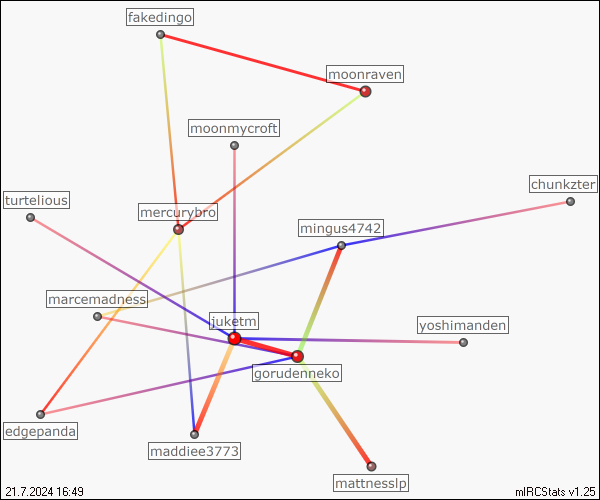 fakedingo
moonraven
moonmycroft
chunkzter
turtelious
mercurybro
mingus4742
marcemadness
juketm
yoshimanden
gorudenneko
edgepanda
maddiee3773
mattnesslp
21.7.2024 16:49
mIRCStats v1.25